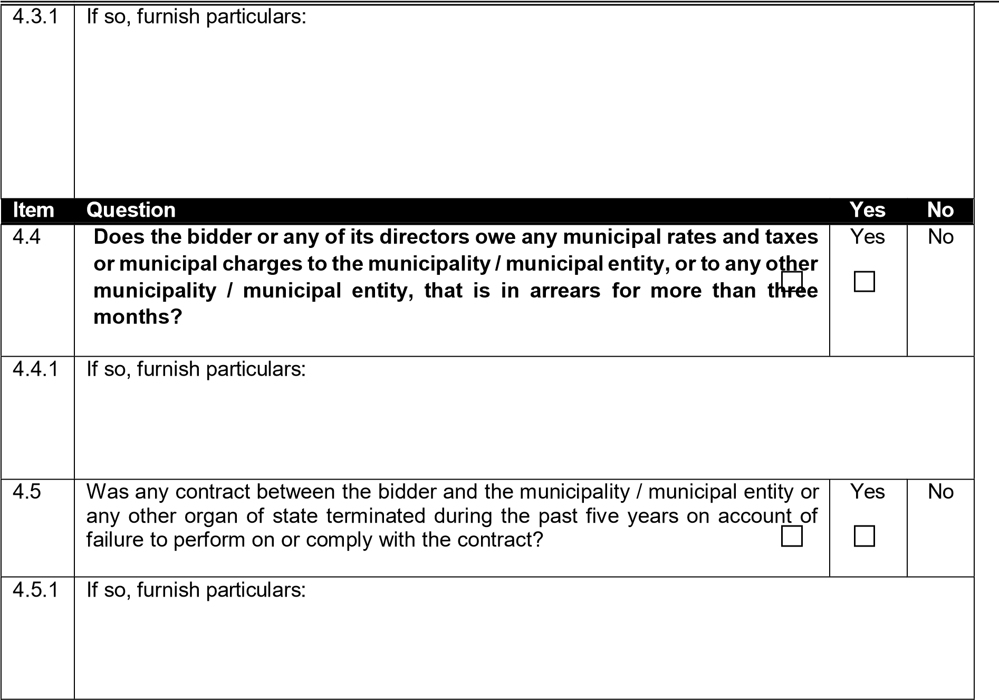 4.3.1 If so, furnish particulars:
Item Question Yes No
4.4 Does the bidder or any of its directors owe any municipal rates and taxes Yes No
or municipal charges to the municipality / municipal entity, or to any other
municipality / municipal entity, that is in arrears for more than three
months?
4.4.1 If so, furnish particulars:
4.5 Was any contract between the bidder and the municipality / municipal entity or Yes No
any other organ of state terminated during the past five years on account of
failure to perform on or comply with the contract?
4.5.1 If so, furnish particulars: